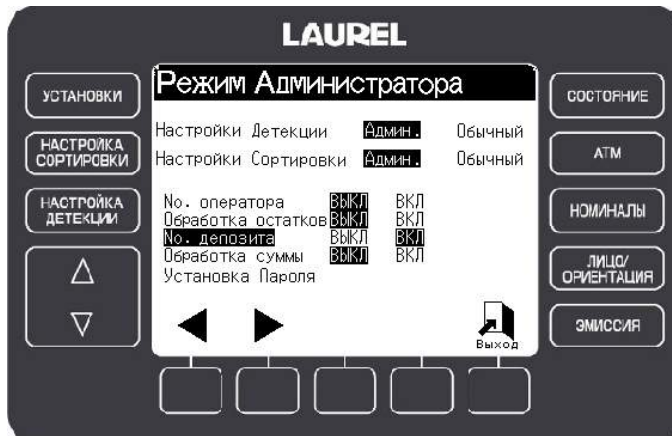 LAUREL
УСТАНОВКИ
НАСТРОЙКА
СОРТИРОВКИ
НАСТРОЙКА
ДЕТЕКЦИИ
Режим Администратора
Настройки Детекции Админ. Обычный
Настройки Сортировки Админ. Обычный
No. оператора ВЫКЛ ВКЛ
Обработка остатков ВЫКЛ ВКЛ
No. депозита ВЫКЛ ВКЛ
Обработка суммы ВЫКЛ ВКЛ
Установка Пароля
Выход
СОСТОЯНИЕ
АТМ
НОМИНАЛЫ
ЛИЦО/
ОРИЕНТАЦИЯ
ЭМИССИЯ